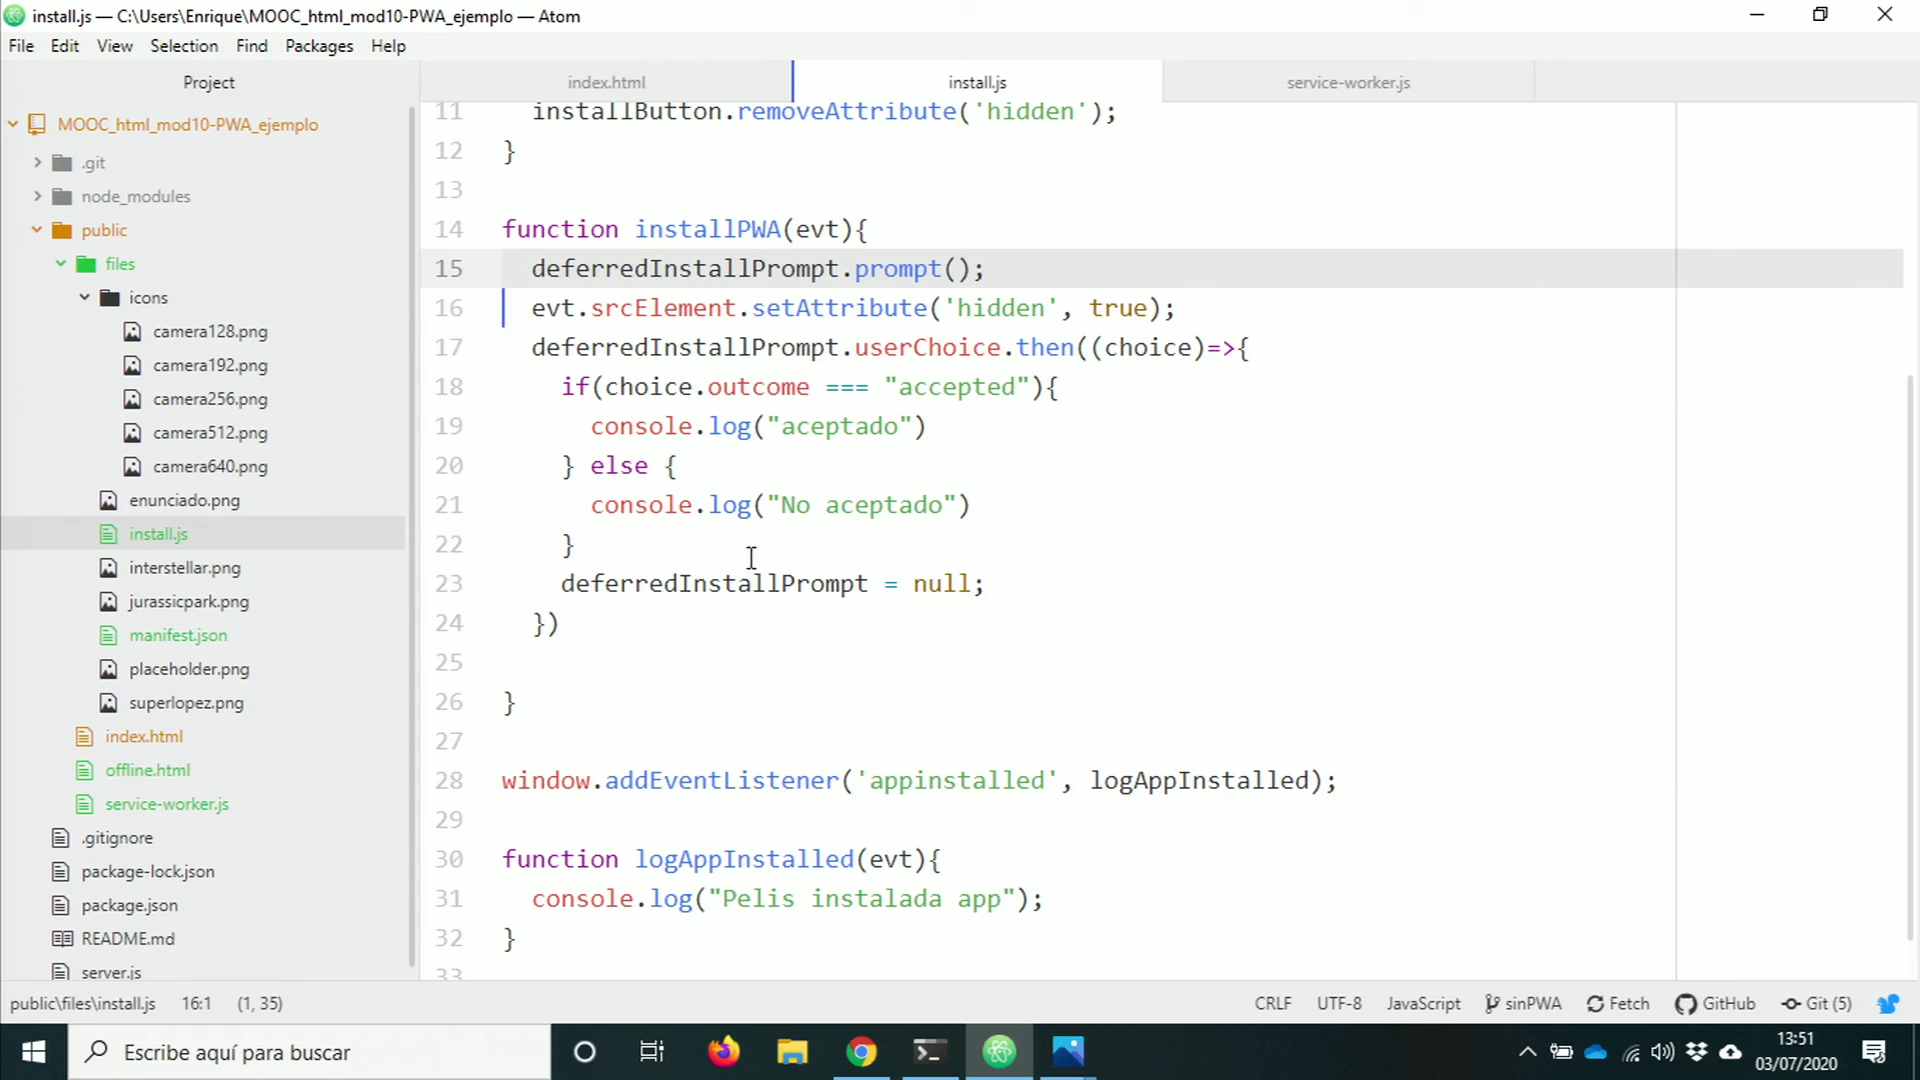 install.js — C:\Users\Enrique\MOOC_html_mod10-PWA_ejemplo — Atom
File Edit View Selection Find Packages Help
Project
MOOC_html_mod10-PWA_ejemplo
.git
node_modules
public
files
icons
camera128.png
camera192.png
camera256.png
camera512.png
camera640.png
enunciado.png
install.js
interstellar.png
jurassicpark.png
manifest.json
placeholder.png
superlopez.png
index.html
offline.html
service-worker.js
.gitignore
package-lock.json
package.json
README.md
server.js
index.html install.js service-worker.js
11 installButton.removeAttribute('hidden');
12 }
13
14 function installPWA(evt){
15 deferredInstallPrompt.prompt();
16 evt.srcElement.setAttribute('hidden', true);
17 deferredInstallPrompt.userChoice.then((choice)=>{
18 if(choice.outcome === "accepted"){
19 console.log("aceptado")
20 } else {
21 console.log("No aceptado")
22 }
23 deferredInstallPrompt = null;
24 })
25
26 }
27
28 window.addEventListener('appinstalled', logAppInstalled);
29
30 function logAppInstalled(evt){
31 console.log("Pelis instalada app");
32 }
33
public\files\install.js 16:1 (1, 35) CRLF UTF-8 JavaScript sinPWA Fetch GitHub Git (5)
Escribe aquí para buscar
13:51
03/07/2020